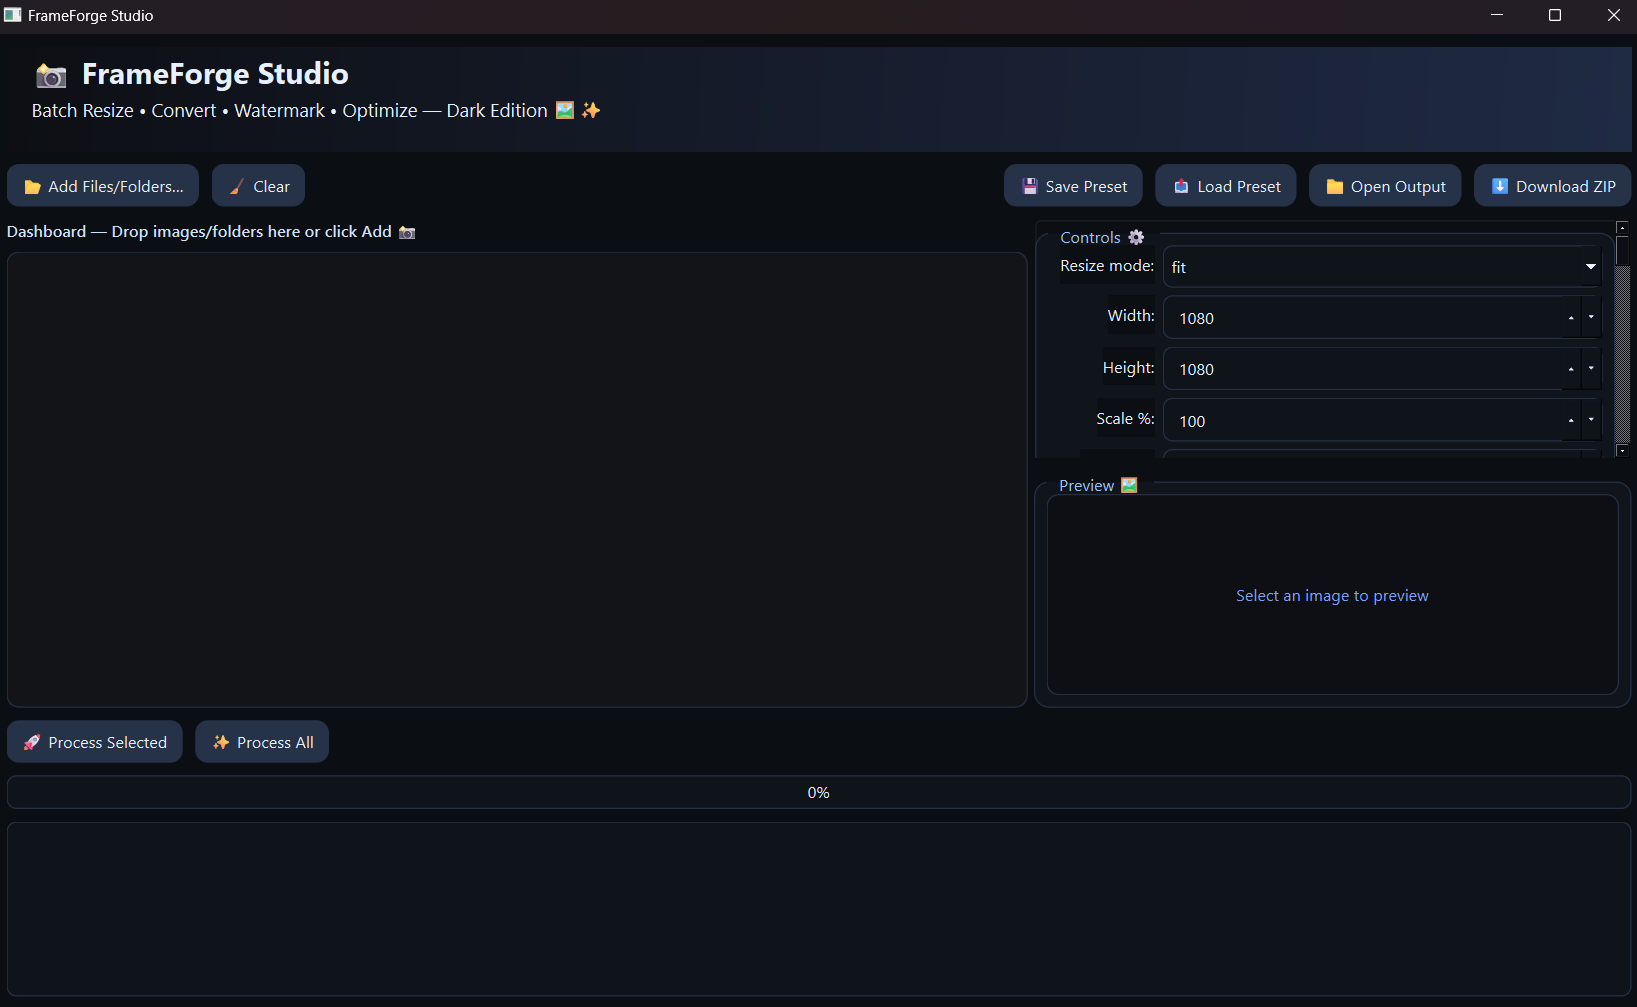 FrameForge Studio
FrameForge Studio
Batch Resize • Convert • Watermark • Optimize — Dark Edition
Add Files/Folders...
Clear
Save Preset
Load Preset
Open Output
Download ZIP
Dashboard — Drop images/folders here or click Add
Controls
Resize mode: fit
Width: 1080
Height: 1080
Scale %: 100
Preview
Select an image to preview
Process Selected
Process All
0%